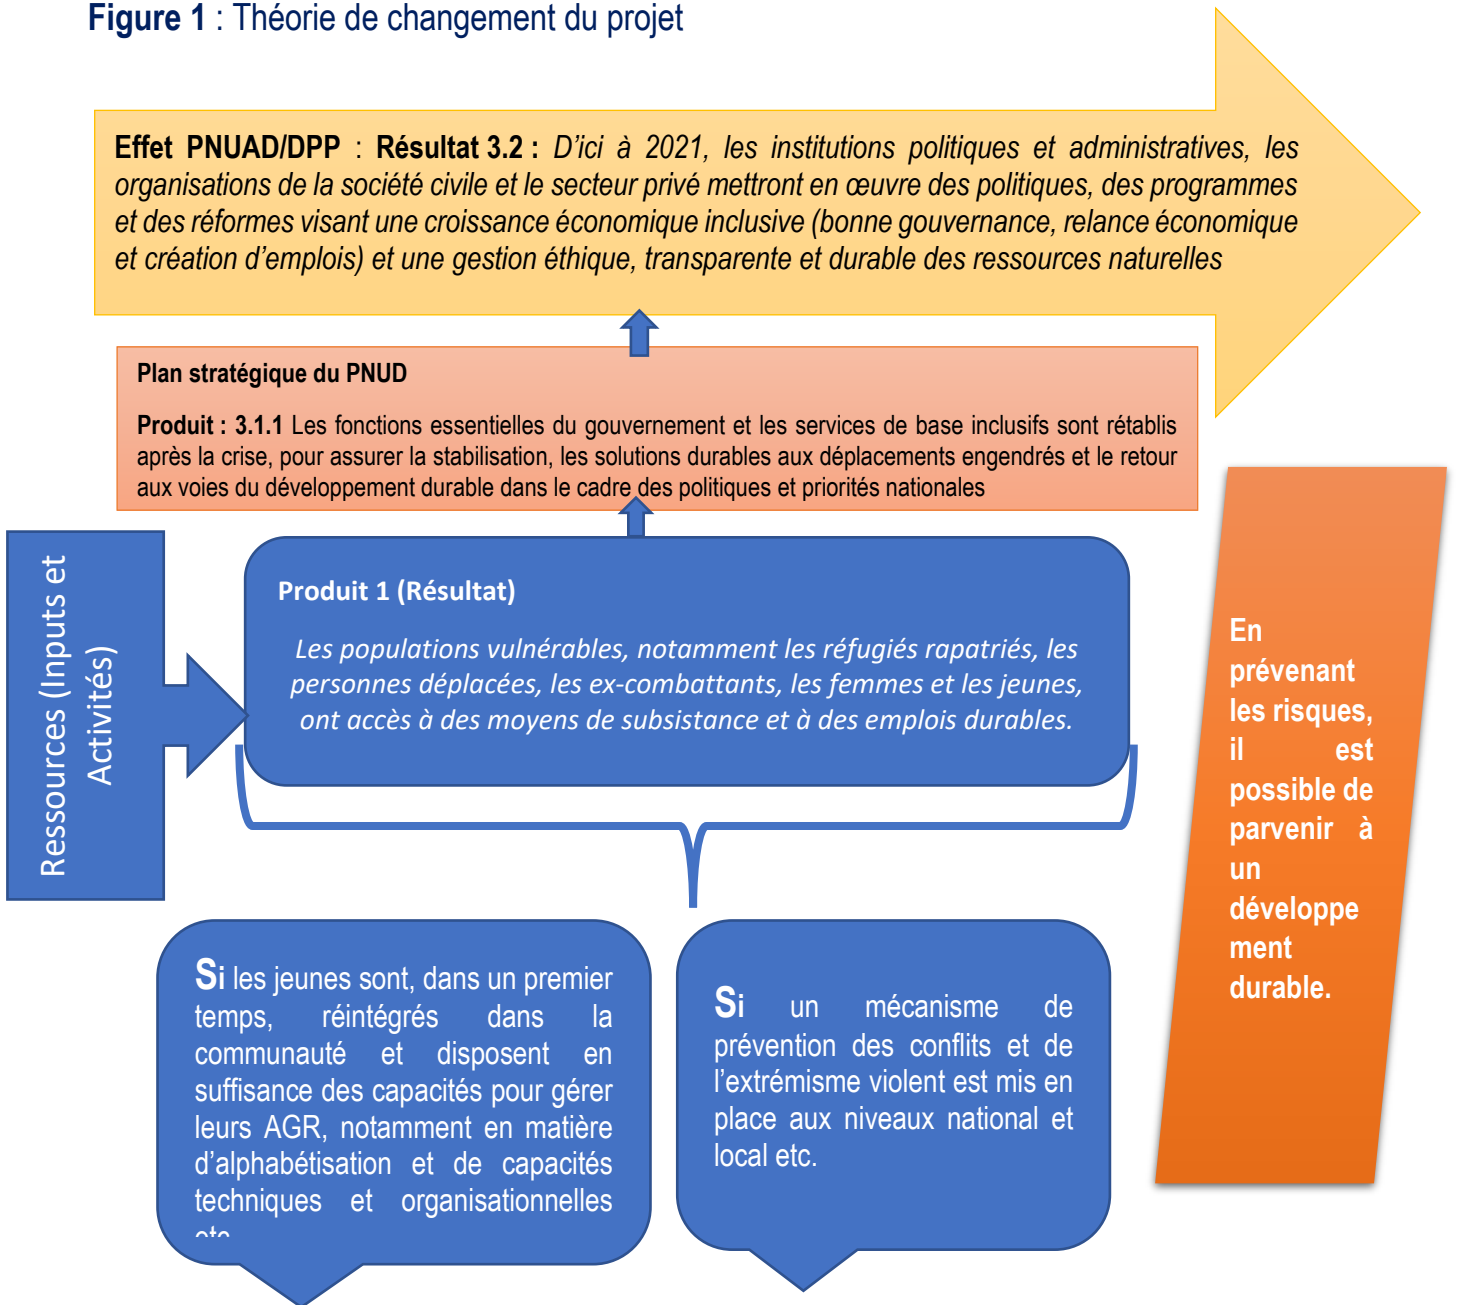 Figure 1 : Théorie de changement du projet
Effet PNUAD/DPP : Résultat 3.2 : D’ici à 2021, les institutions politiques et administratives, les
organisations de la société civile et le secteur privé mettront en œuvre des politiques, des programmes
et des réformes visant une croissance économique inclusive (bonne gouvernance, relance économique
et création d’emplois) et une gestion éthique, transparente et durable des ressources naturelles
Plan stratégique du PNUD
Produit : 3.1.1 Les fonctions essentielles du gouvernement et les services de base inclusifs sont rétablis
après la crise, pour assurer la stabilisation, les solutions durables aux déplacements engendrés et le retour
aux voies du développement durable dans le cadre des politiques et priorités nationales
Ressources (Inputs et
Activités)
Produit 1 (Résultat)
Les populations vulnérables, notamment les réfugiés rapatriés, les
personnes déplacées, les ex-combattants, les femmes et les jeunes,
ont accès à des moyens de subsistance et à des emplois durables.
En
prévenant
les risques,
il est
possible de
parvenir à
un
développe
ment
durable.
Si les jeunes sont, dans un premier
temps, réintégrés dans la
communauté et disposent en
suffisance des capacités pour gérer
leurs AGR, notamment en matière
d’alphabétisation et de capacités
techniques et organisationnelles
etc
Si un mécanisme de
prévention des conflits et de
l’extrémisme violent est mis en
place aux niveaux national et
local etc.